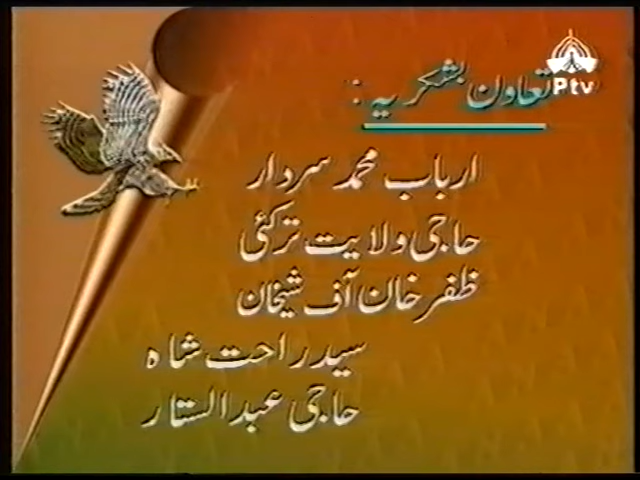 Ptv
تعاون بشکریہ :
ارباب محمد سردار
حاجی ولایت ترکئی
ظفر خان آف شیخان
سید راحت شاہ
حاجی عبدالستار